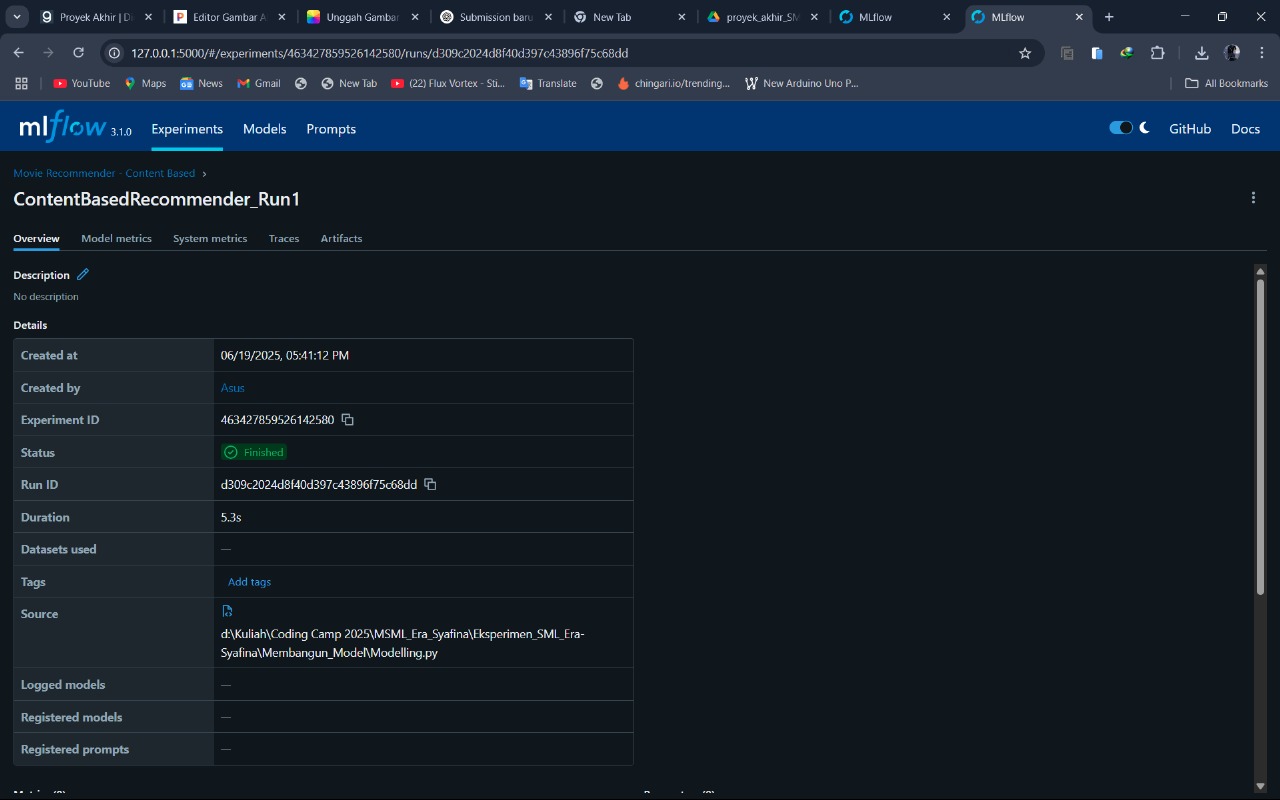 Proyek Akhir | Di
Editor Gambar A
Unggah Gambar
Submission baru
New Tab
proyek_akhir_SM
MLflow
MLflow
127.0.0.1:5000/#/experiments/463427859526142580/runs/d309c2024d8f40d397c43896f75c68dd
YouTube
Maps
News
Gmail
New Tab
(22) Flux Vortex - Sti...
Translate
chingari.io/trending...
New Arduino Uno P...
All Bookmarks
mlflow 3.1.0
Experiments
Models
Prompts
GitHub
Docs
Movie Recommender - Content Based
ContentBasedRecommender_Run1
Overview
Model metrics
System metrics
Traces
Artifacts
Description
No description
Details
Created at 06/19/2025, 05:41:12 PM
Created by Asus
Experiment ID 463427859526142580
Status Finished
Run ID d309c2024d8f40d397c43896f75c68dd
Duration 5.3s
Datasets used —
Tags Add tags
Source
d:\Kuliah\Coding Camp 2025\MSML_Era_Syafina\Eksperimen_SML_Era-
Syafina\Membangun_Model\Modelling.py
Logged models —
Registered models —
Registered prompts —